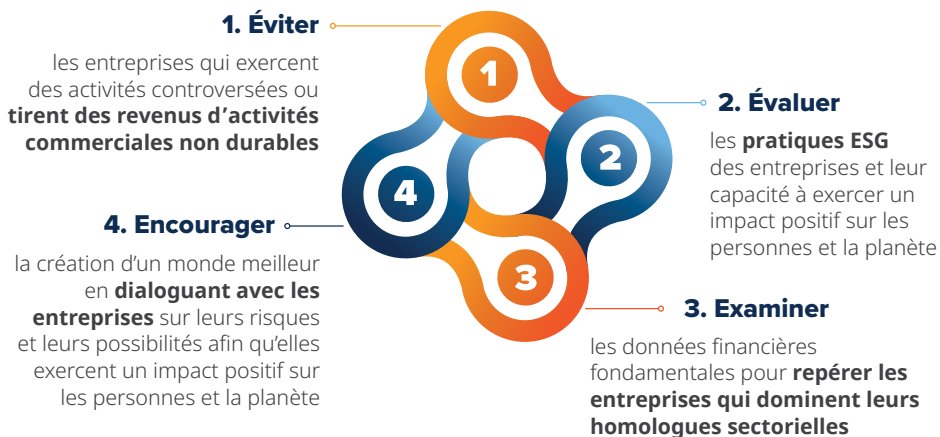 1. Éviter
les entreprises qui exercent
des activités controversées ou
tirent des revenus d’activités
commerciales non durables
1
2. Évaluer
les pratiques ESG
des entreprises et leur
capacité à exercer un
impact positif sur les
personnes et la planète
2
3
3. Examiner
les données financières
fondamentales pour repérer les
entreprises qui dominent leurs
homologues sectorielles
4
4. Encourager
la création d’un monde meilleur
en dialoguant avec les
entreprises sur leurs risques
et leurs possibilités afin qu’elles
exercent un impact positif sur
les personnes et la planète